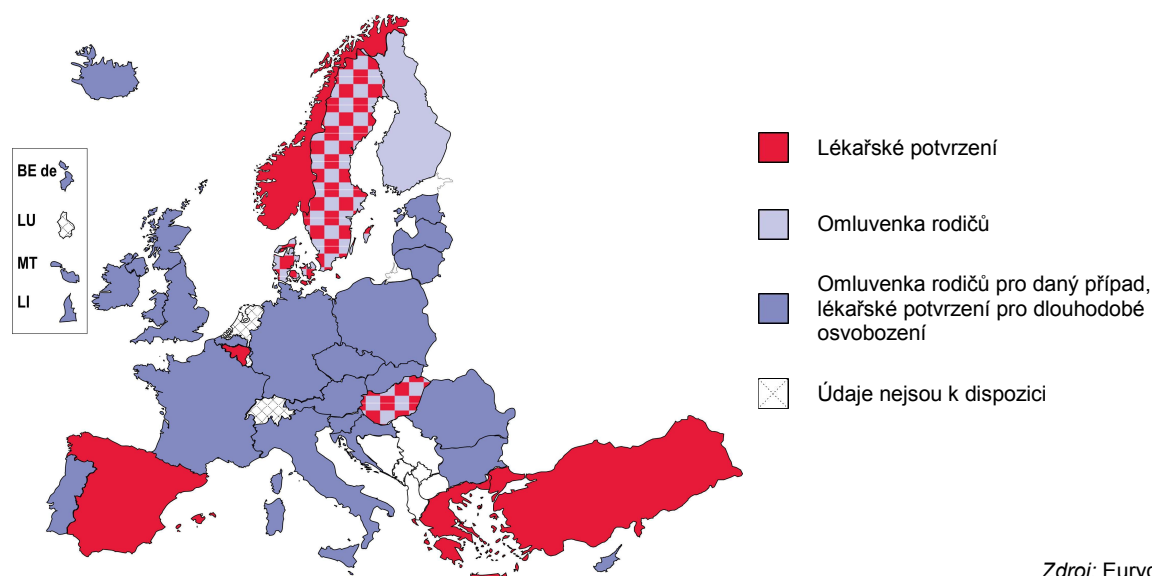 BE de
LU
MT
LI
Lékařské potvrzení
Omluvenka rodičů
Omluvenka rodičů pro daný případ,
lékařské potvrzení pro dlouhodobé
osvobození
Údaje nejsou k dispozici
Zdroj: